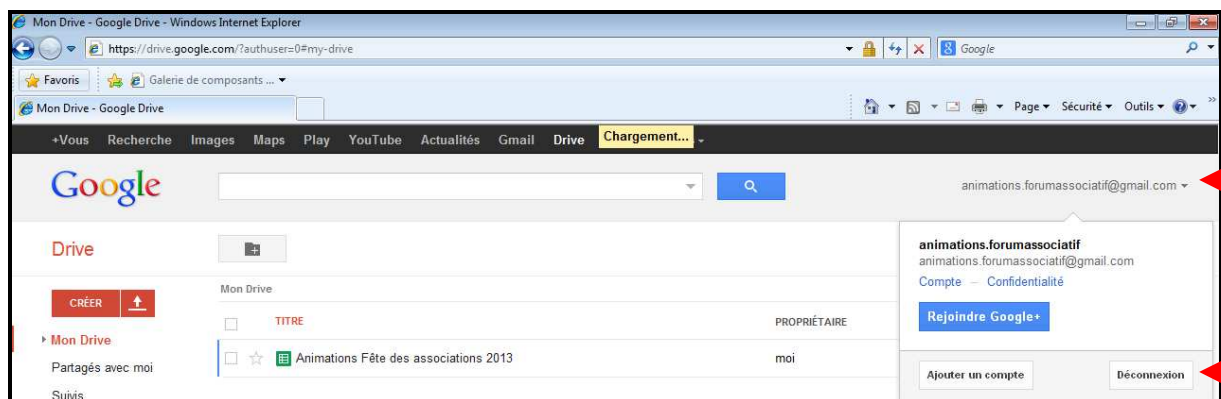 Mon Drive - Google Drive - Windows Internet Explorer
https://drive.google.com/?authuser=0#my-drive
Google
Favoris Galerie de composants ...
Mon Drive - Google Drive
Page Sécurité Outils
+Vous Recherche Images Maps Play YouTube Actualités Gmail Drive Chargement...
Google
animations.forumassociatif@gmail.com
Drive
animations.forumassociatif
animations.forumassociatif@gmail.com
Compte – Confidentialité
Mon Drive
CRÉER
TITRE PROPRIÉTAIRE
Rejoindre Google+
Mon Drive
Animations Fête des associations 2013 moi
Partagés avec moi
Ajouter un compte Déconnexion
Suivis